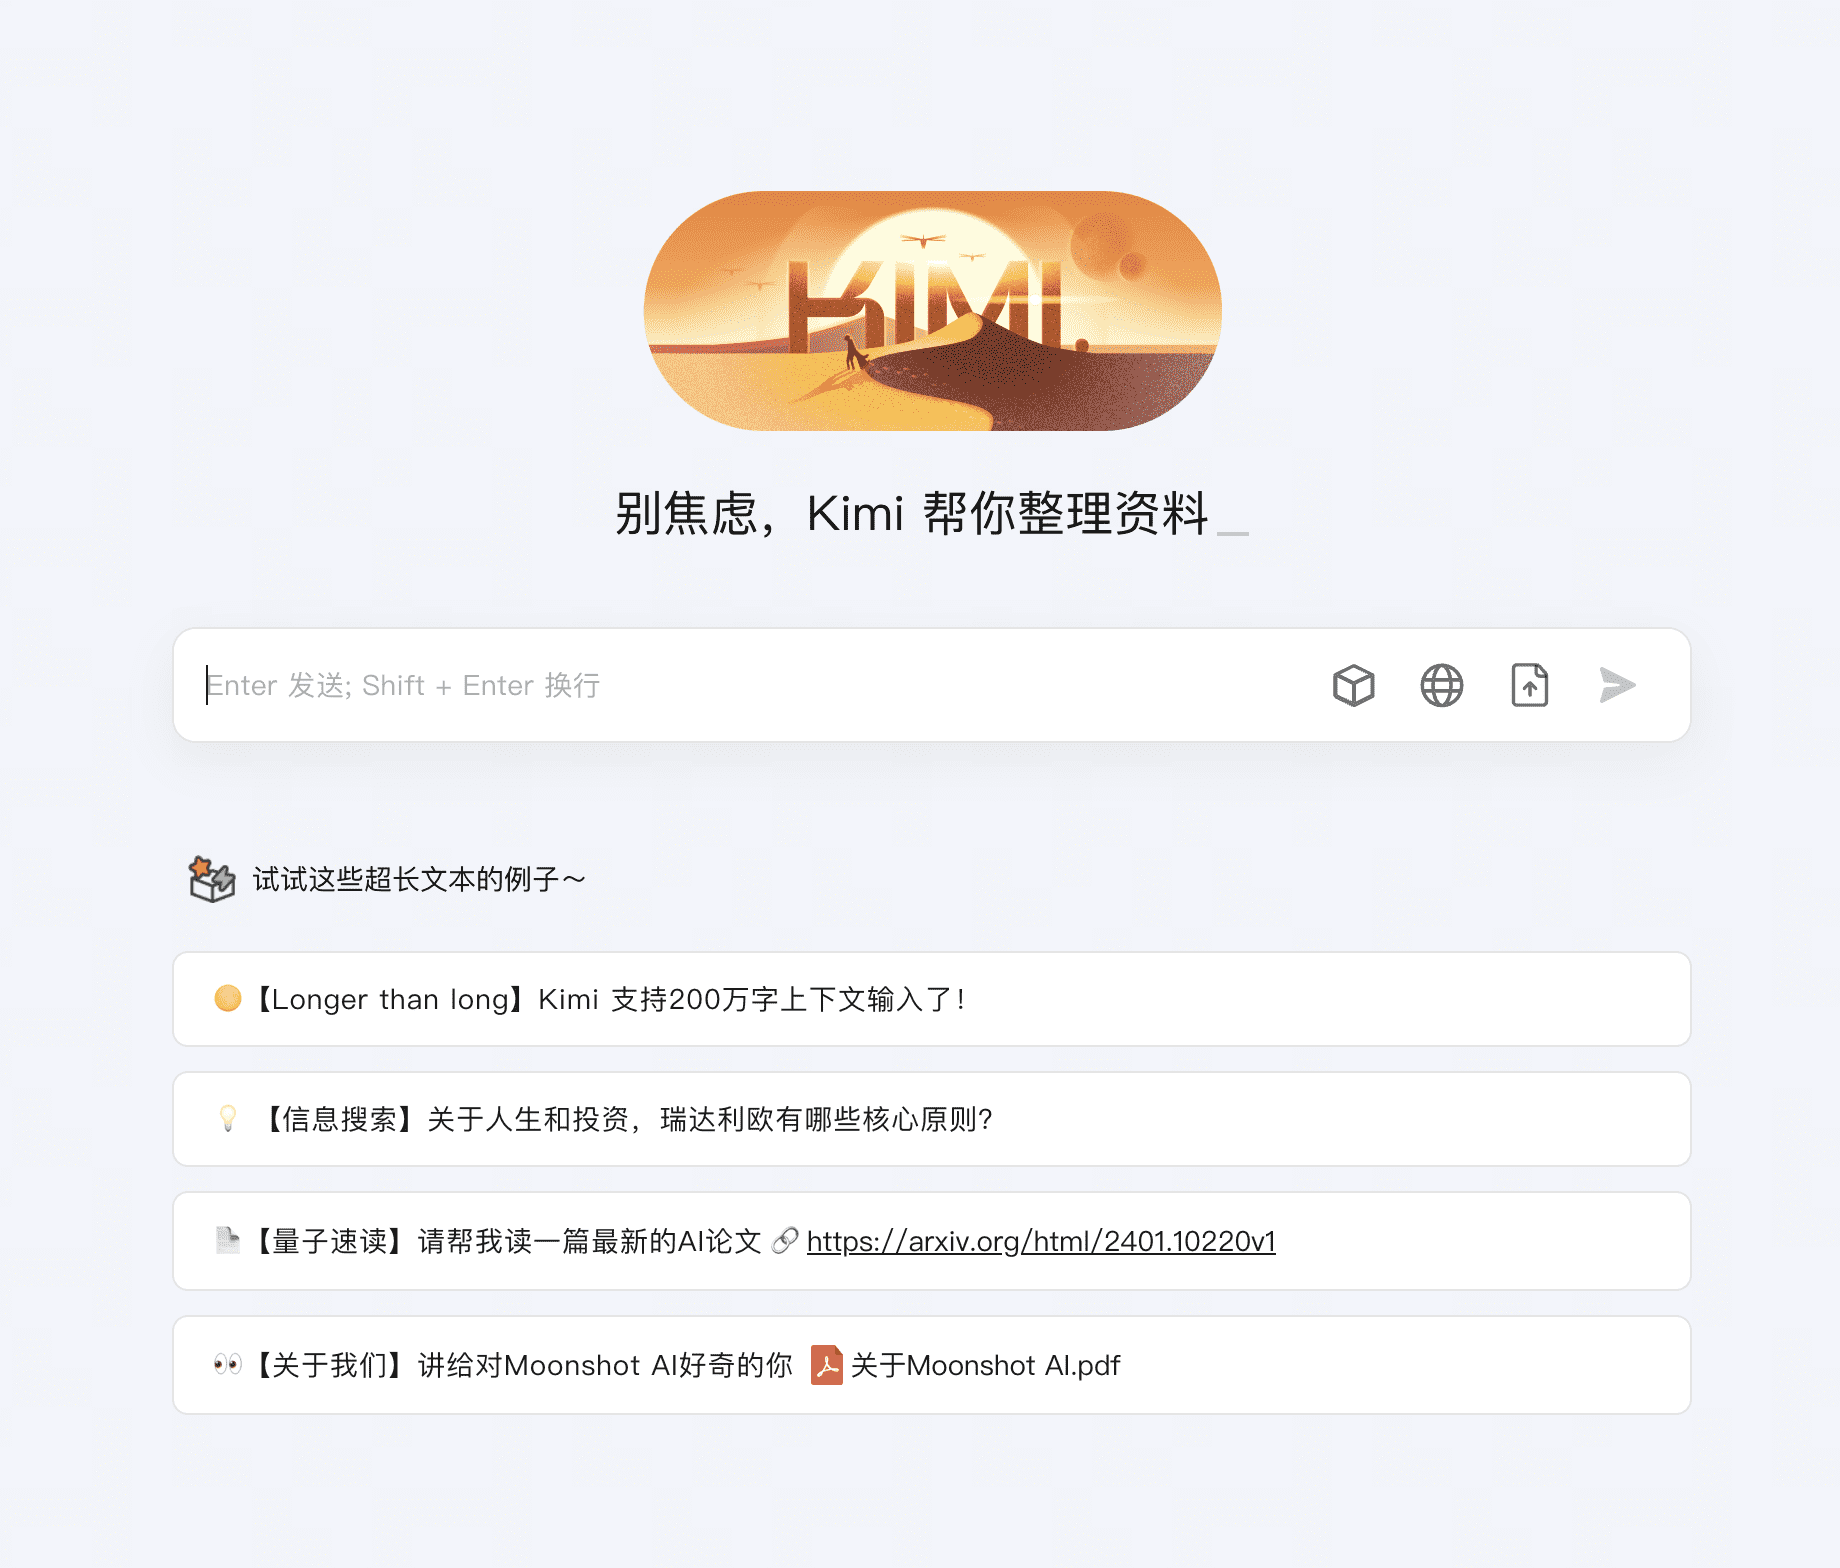 KIMI
别焦虑，Kimi 帮你整理资料_
Enter 发送; Shift + Enter 换行
试试这些超长文本的例子～
【Longer than long】Kimi 支持200万字上下文输入了！
【信息搜索】关于人生和投资，瑞达利欧有哪些核心原则？
【量子速读】请帮我读一篇最新的AI论文 https://arxiv.org/html/2401.10220v1
【关于我们】讲给对Moonshot AI好奇的你 关于Moonshot AI.pdf